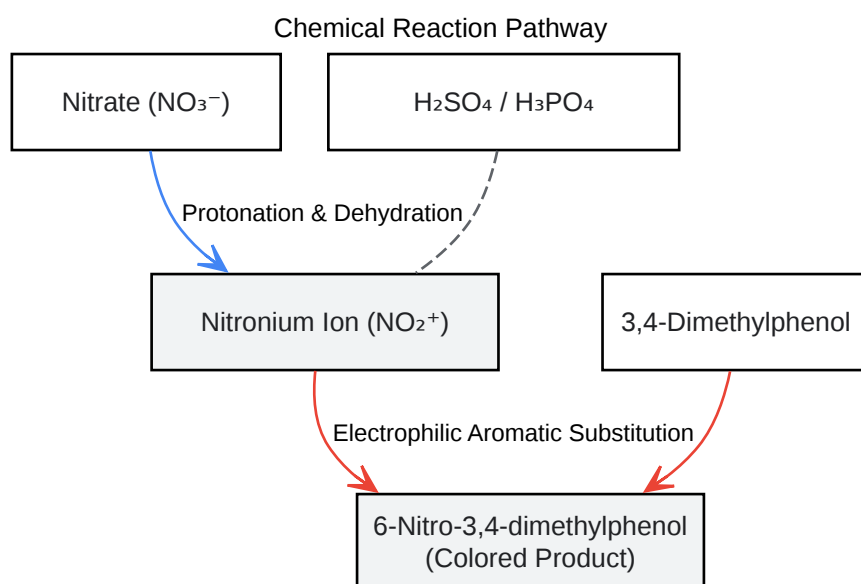 Chemical Reaction Pathway
Nitrate (NO₃⁻)
H₂SO₄ / H₃PO₄
Protonation & Dehydration
Nitronium Ion (NO₂⁺)
3,4-Dimethylphenol
Electrophilic Aromatic Substitution
6-Nitro-3,4-dimethylphenol
(Colored Product)